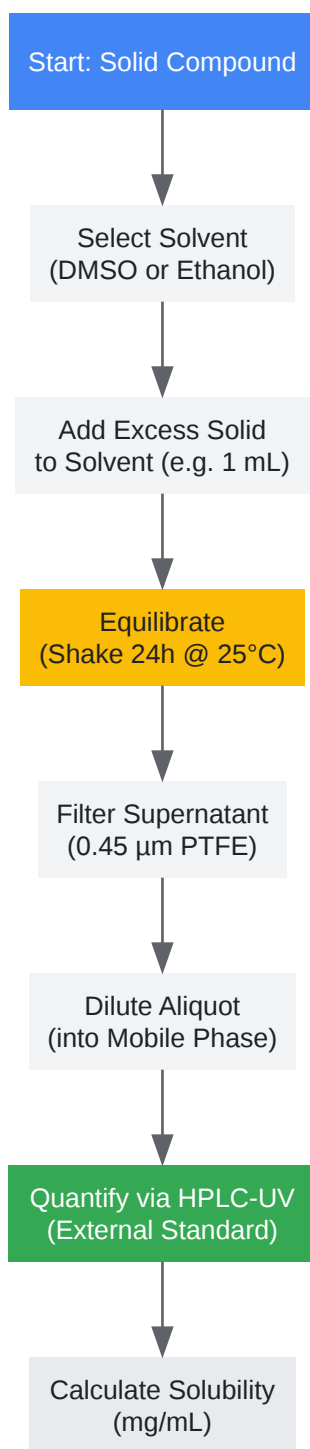 Start: Solid Compound
Select Solvent
(DMSO or Ethanol)
Add Excess Solid
to Solvent (e.g. 1 mL)
Equilibrate
(Shake 24h @ 25°C)
Filter Supernatant
(0.45 µm PTFE)
Dilute Aliquot
(into Mobile Phase)
Quantify via HPLC-UV
(External Standard)
Calculate Solubility
(mg/mL)